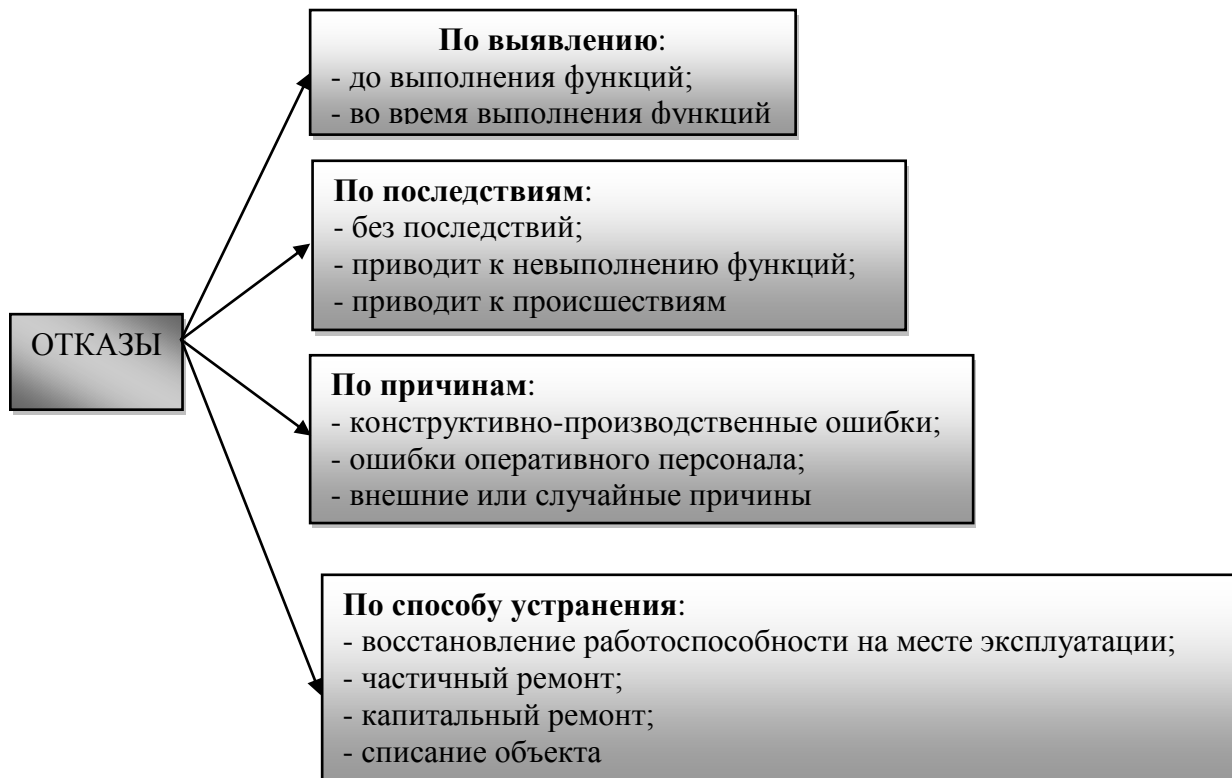 По выявлению:
- до выполнения функций;
- во время выполнения функций
По последствиям:
- без последствий;
- приводит к невыполнению функций;
- приводит к происшествиям
ОТКАЗЫ
По причинам:
- конструктивно-производственные ошибки;
- ошибки оперативного персонала;
- внешние или случайные причины
По способу устранения:
- восстановление работоспособности на месте эксплуатации;
- частичный ремонт;
- капитальный ремонт;
- списание объекта